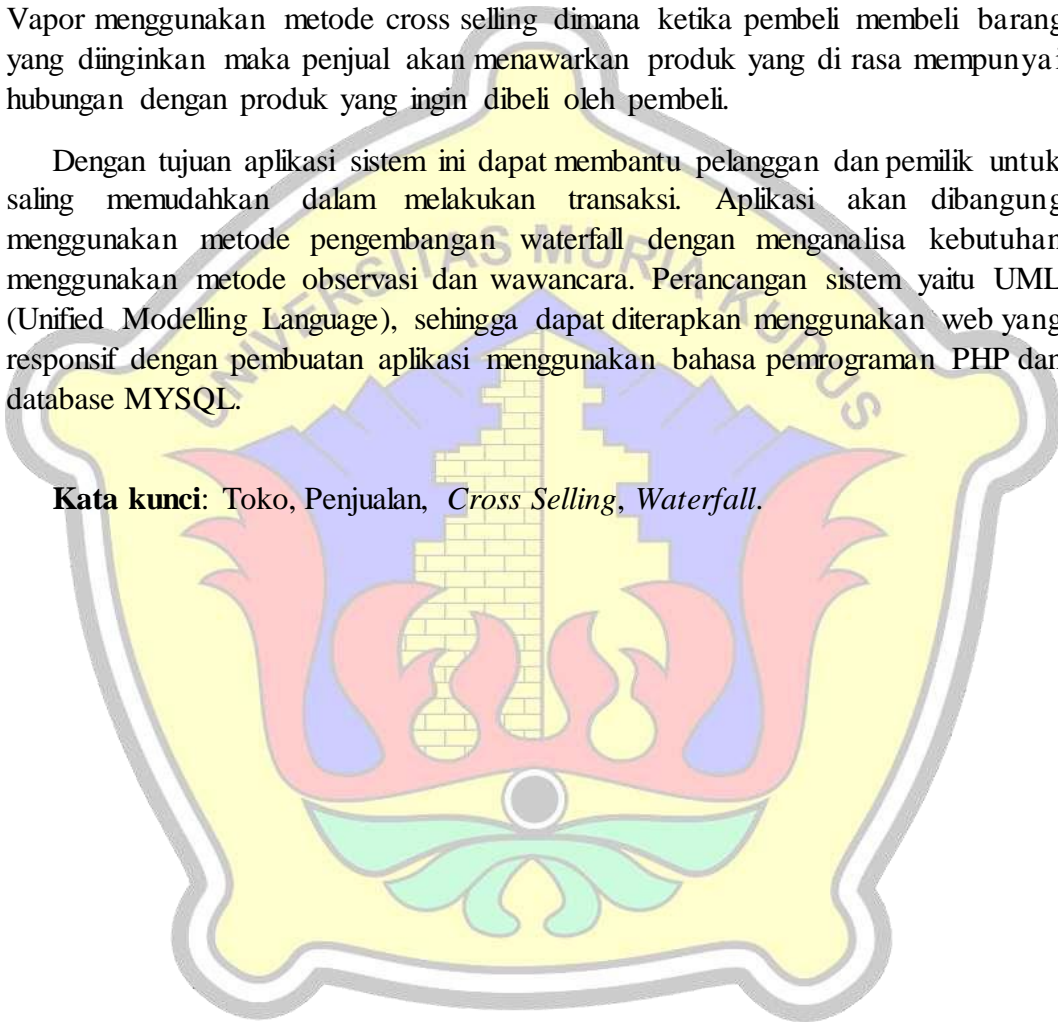 Vapor menggunakan metode cross selling dimana ketika pembeli membeli barang
yang diinginkan maka penjual akan menawarkan produk yang di rasa mempunyai
hubungan dengan produk yang ingin dibeli oleh pembeli.
Dengan tujuan aplikasi sistem ini dapat membantu pelanggan dan pemilik untuk
saling memudahkan dalam melakukan transaksi. Aplikasi akan dibangung
menggunakan metode pengembangan waterfall dengan menganalisa kebutuhan
menggunakan metode observasi dan wawancara. Perancangan sistem yaitu UML
(Unified Modelling Language), sehingga dapat diterapkan menggunakan web yang
responsif dengan pembuatan aplikasi menggunakan bahasa pemrograman PHP dan
database MYSQL.
Kata kunci: Toko, Penjualan, Cross Selling, Waterfall.
UNIVERSITAS MURIA KUDUS